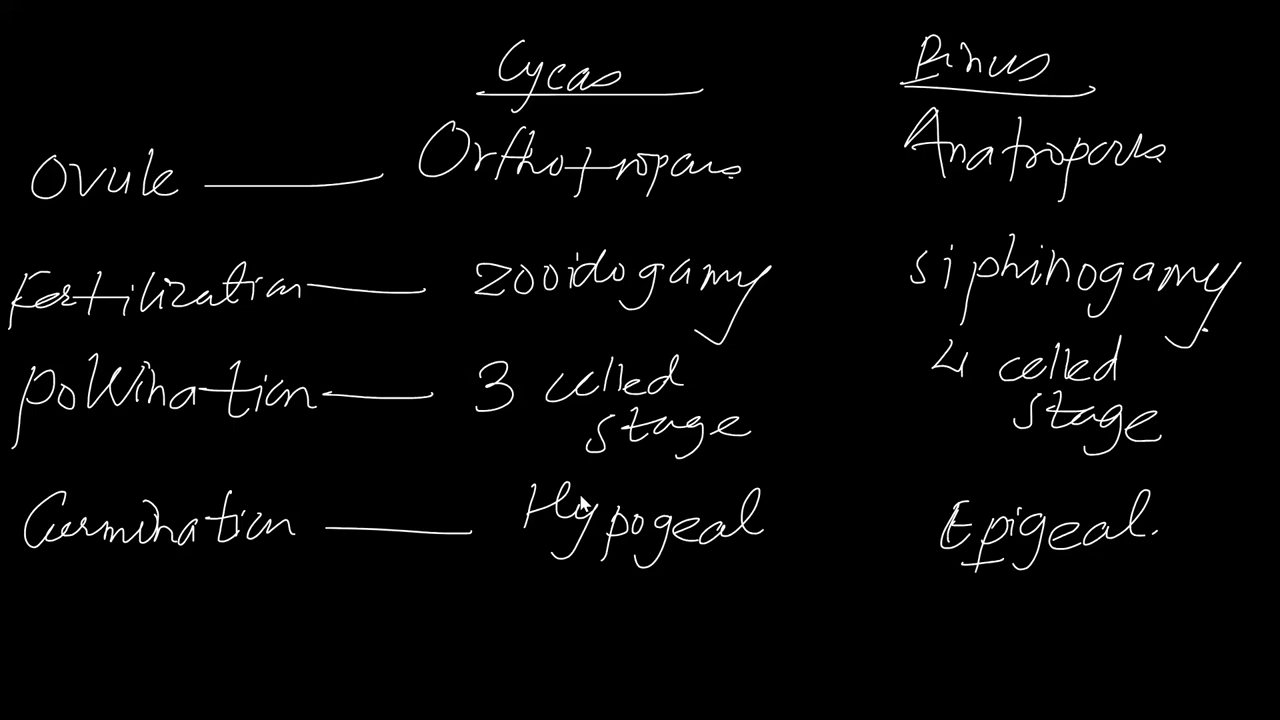 Cycas Pinus
Ovule Orthotropous Anatropous
Fertilization zooidogamy siphinogamy
Pollination 3 celled stage 4 celled stage
Germination Hypogeal Epigeal.